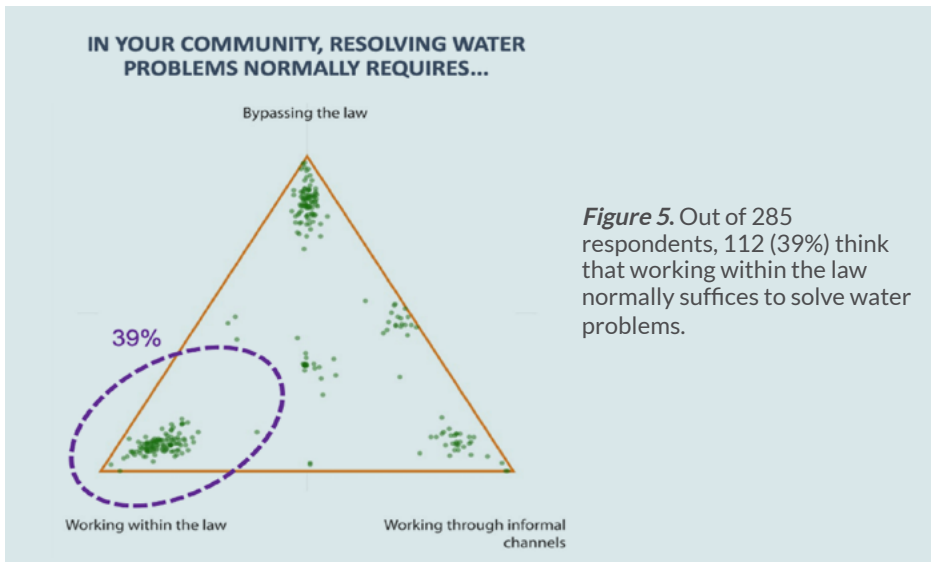 IN YOUR COMMUNITY, RESOLVING WATER
PROBLEMS NORMALLY REQUIRES...
Bypassing the law
39%
Working within the law
Working through informal
channels
Figure 5. Out of 285
respondents, 112 (39%) think
that working within the law
normally suffices to solve water
problems.